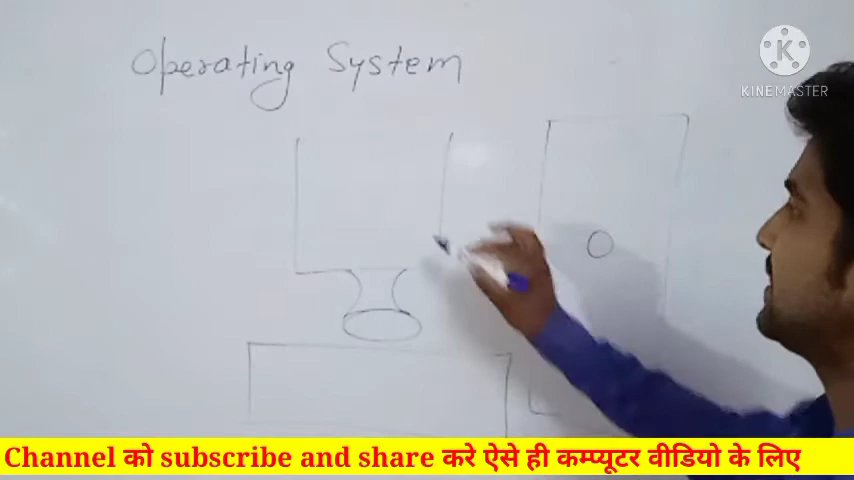 Operating System
K
KINEMASTER
Channel को subscribe and share करे ऐसे ही कम्प्यूटर वीडियो के लिए